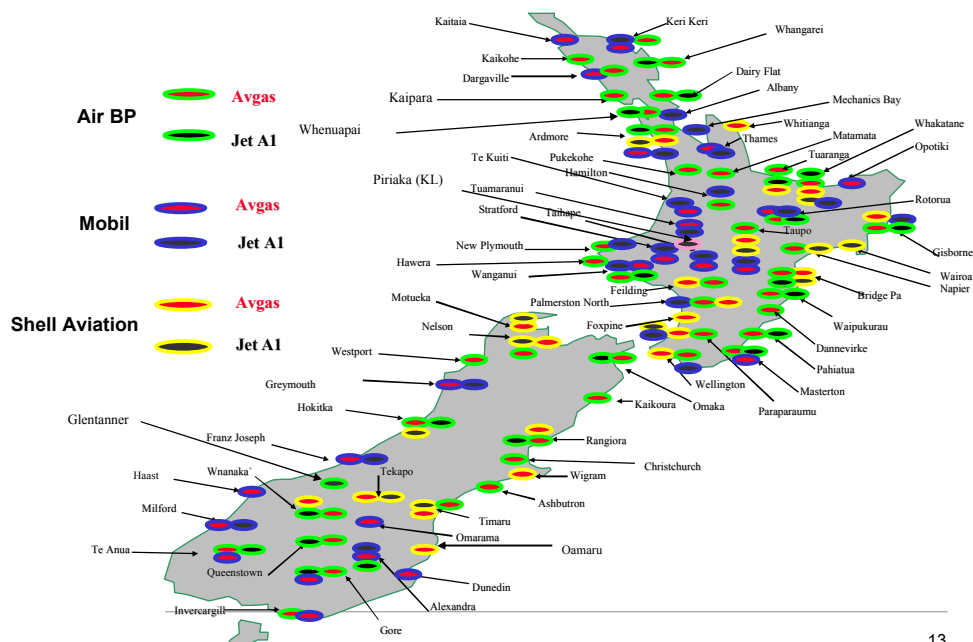 Kaitaia
Keri Keri
Whangarei
Kaikohe
Dargaville
Dairy Flat
Kaipara
Albany
Air BP
Avgas
Jet A1
Mechanics Bay
Whenuapai
Whitianga
Whakatane
Ardmore
Thames
Matamata
Te Kuiti
Pukekohe
Tuaranga
Opotiki
Hamilton
Piriaka (KL)
Tuamaranui
Rotorua
Stratford
Taihape
Mobil
Avgas
Jet A1
Taupo
New Plymouth
Gisborne
Hawera
Wairoa
Wanganui
Napier
Feilding
Bridge Pa
Motueka
Palmerston North
Waipukurau
Shell Aviation
Avgas
Jet A1
Nelson
Foxpine
Dannevirke
Westport
Pahiatua
Greymouth
Wellington
Masterton
Omaka
Paraparaumu
Kaikoura
Hokitka
Glentanner
Franz Joseph
Rangiora
Wnanaka'
Tekapo
Christchurch
Haast
Wigram
Ashbutron
Milford
Timaru
Omarama
Te Anua
Oamaru
Queenstown
Dunedin
Invercargill
Alexandra
Gore
13